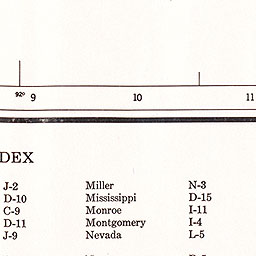 92° 9 10 11
DEX
J-2 Miller N-3
D-10 Mississippi D-15
C-9 Monroe I-11
D-11 Montgomery I-4
J-9 Nevada L-5